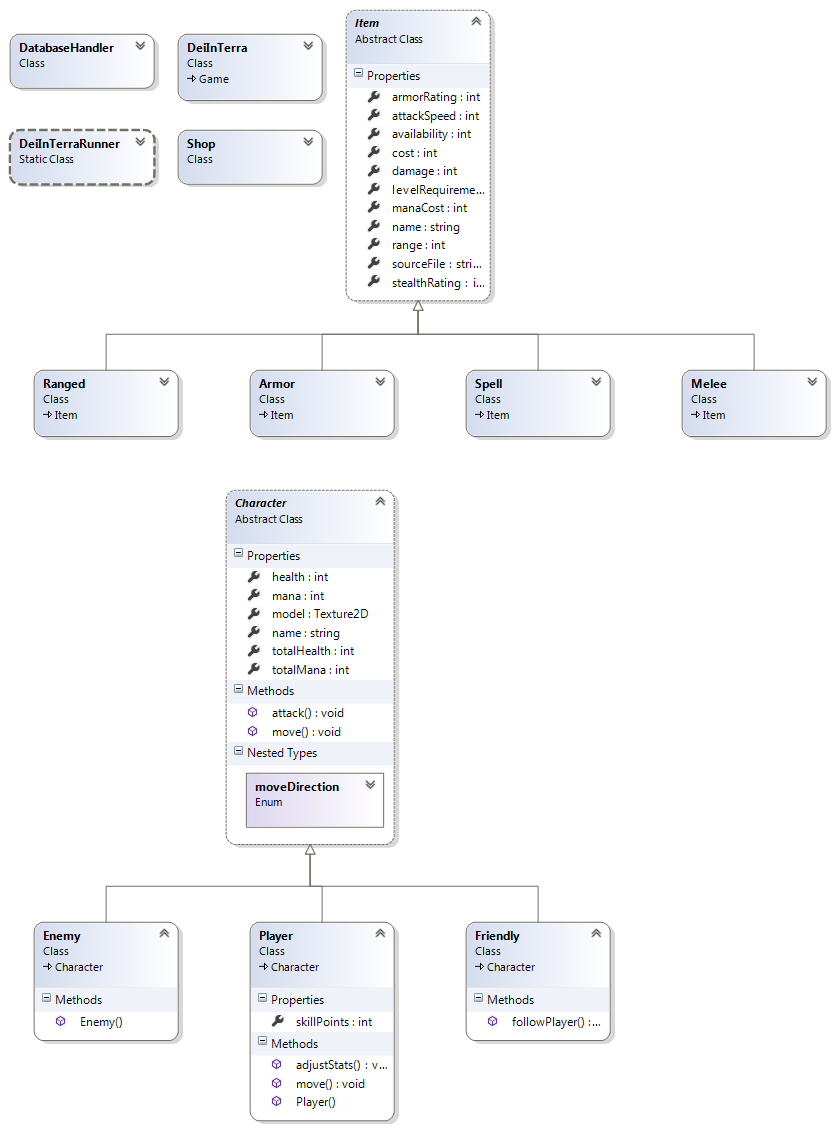 DatabaseHandler
Class
DeiInTerra
Class
Game
DeiInTerraRunner
Static Class
Shop
Class
Item
Abstract Class
Properties
armorRating : int
attackSpeed : int
availability : int
cost : int
damage : int
levelRequireme...
manaCost : int
name : string
range : int
sourceFile : stri...
stealthRating : i...
Ranged
Class
Item
Armor
Class
Item
Spell
Class
Item
Melee
Class
Item
Character
Abstract Class
Properties
health : int
mana : int
model : Texture2D
name : string
totalHealth : int
totalMana : int
Methods
attack() : void
move() : void
Nested Types
moveDirection
Enum
Enemy
Class
Character
Methods
Enemy()
Player
Class
Character
Properties
skillPoints : int
Methods
adjustStats() : v...
move() : void
Player()
Friendly
Class
Character
Methods
followPlayer() :...